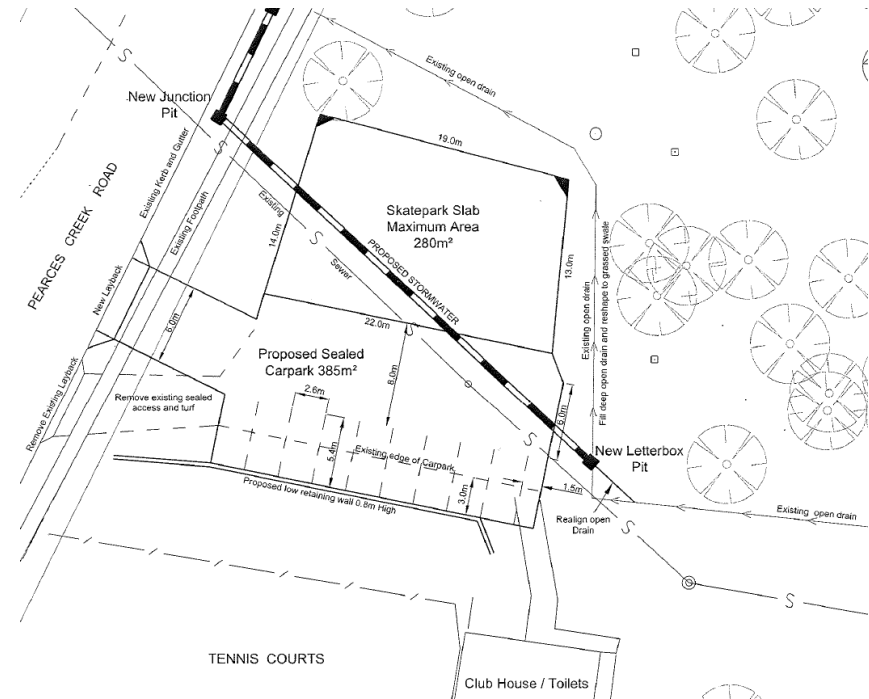 Existing open drain
New Junction
Pit
S
Existing Kerb and Gutter
Existing Footpath
PEARCES CREEK ROAD
19.0m
Skatepark Slab
Maximum Area
280m²
S
Existing
S
Sewer
14.0m
PROPOSED STORMWATER
13.0m
Existing open drain
Fill deep open drain and reshape to grassed swale
New Layback
6.0m
22.0m
S
Proposed Sealed
Carpark 385m²
8.0m
Remove Existing Layback
Remove existing sealed
access and turf
2.6m
5.4m
Existing edge of Carpark
6.0m
S
New Letterbox
Pit
3.0m
1.5m
Proposed low retaining wall 0.8m High
Realign open
Drain
S
Existing open drain
S
TENNIS COURTS
Club House / Toilets